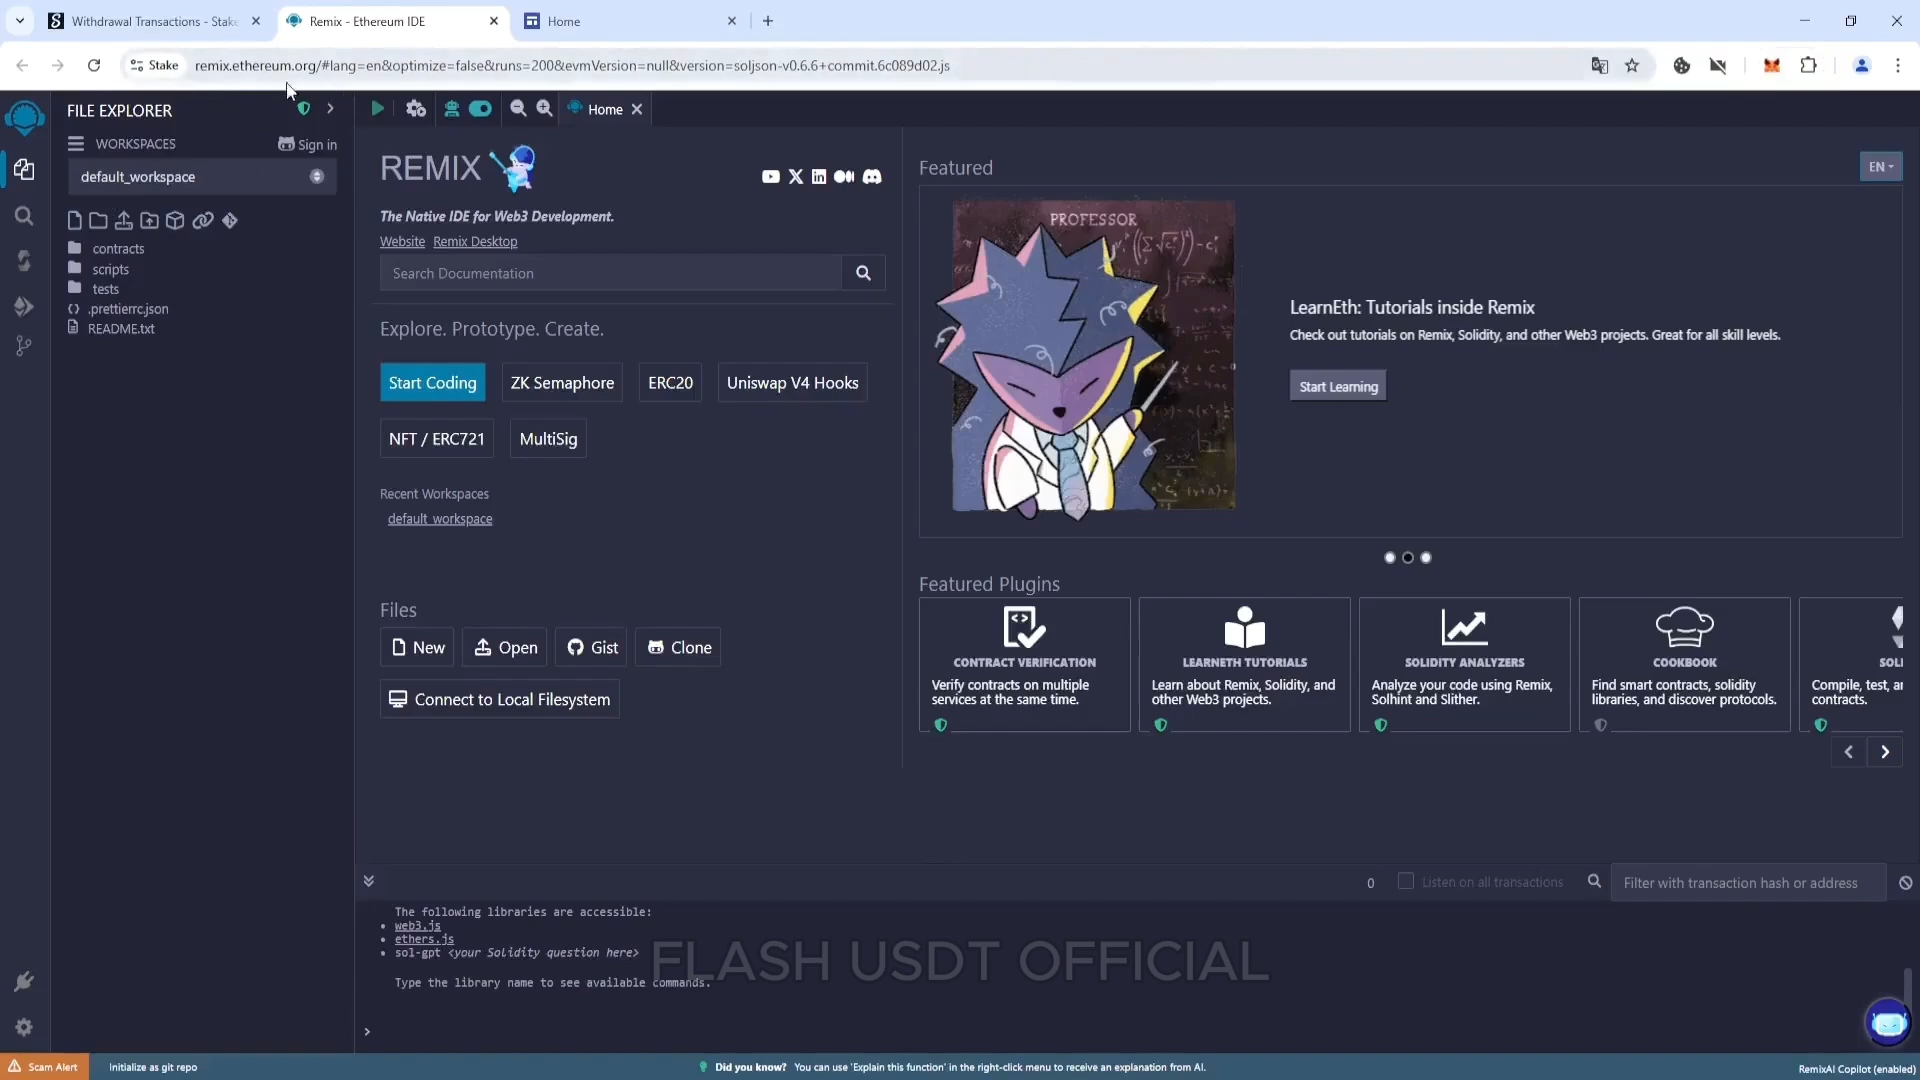 Withdrawal Transactions - Stake
Remix - Ethereum IDE
Home
Stake
remix.ethereum.org/#lang=en&optimize=false&runs=200&evmVersion=null&version=soljson-v0.6.6+commit.6c089d02.js
FILE EXPLORER
Home
WORKSPACES
Sign in
default_workspace
contracts
scripts
tests
.prettierrc.json
README.txt
REMIX
The Native IDE for Web3 Development.
Website Remix Desktop
Search Documentation
Explore. Prototype. Create.
Start Coding
ZK Semaphore
ERC20
Uniswap V4 Hooks
NFT / ERC721
MultiSig
Recent Workspaces
default_workspace
Files
New
Open
Gist
Clone
Connect to Local Filesystem
Featured
EN
PROFESSOR
LearnEth: Tutorials inside Remix
Check out tutorials on Remix, Solidity, and other Web3 projects. Great for all skill levels.
Start Learning
Featured Plugins
CONTRACT VERIFICATION
Verify contracts on multiple
services at the same time.
LEARNETH TUTORIALS
Learn about Remix, Solidity, and
other Web3 projects.
SOLIDITY ANALYZERS
Analyze your code using Remix,
Solhint and Slither.
COOKBOOK
Find smart contracts, solidity
libraries, and discover protocols.
SOLI
Compile, test, ar
contracts.
0
Listen on all transactions
Filter with transaction hash or address
The following libraries are accessible:
web3.js
ethers.js
sol-gpt <your Solidity question here>
Type the library name to see available commands.
>
FLASH USDT OFFICIAL
Scam Alert
Initialize as git repo
Did you know? You can use 'Explain this function' in the right-click menu to receive an explanation from AI.
RemixAI Copilot (enabled)